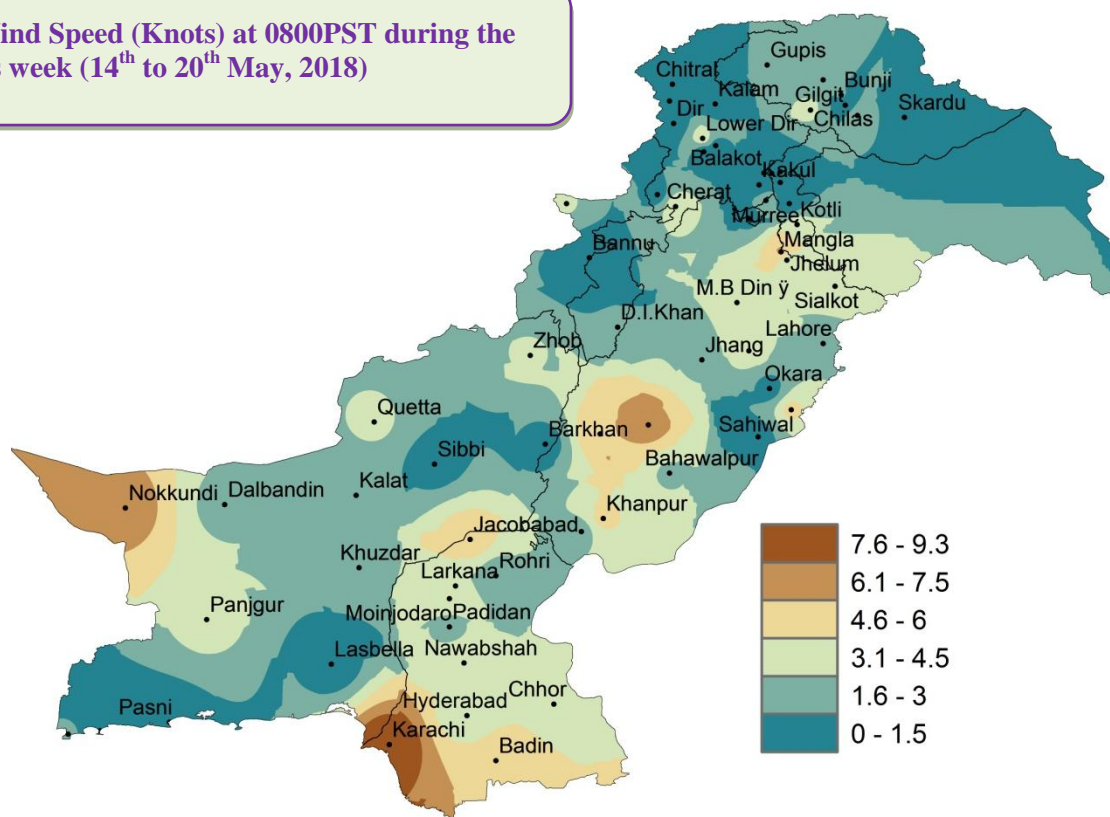 ind Speed (Knots) at 0800PST during the
s week (14th to 20th May, 2018)
Gupis
Chitral
Bunji
Kalam
Gilgit
Skardu
Dir
Chilas
Lower Dir
Balakot
Kakul
Cherat
Murree
Kotli
Bannu
Mangla
Jhelum
M.B Din ÿ
Sialkot
D.I.Khan
Lahore
Zhob
Jhang
Okara
Quetta
Barkhan
Sahiwal
Sibbi
Bahawalpur
Nokkundi
Dalbandin
Kalat
Khanpur
Jacobabad
Khuzdar
Rohri
Larkana
Panjgur
Moinjodaro
Padidan
Lasbella
Nawabshah
Chhor
Pasni
Hyderabad
Karachi
Badin
7.6 - 9.3
6.1 - 7.5
4.6 - 6
3.1 - 4.5
1.6 - 3
0 - 1.5